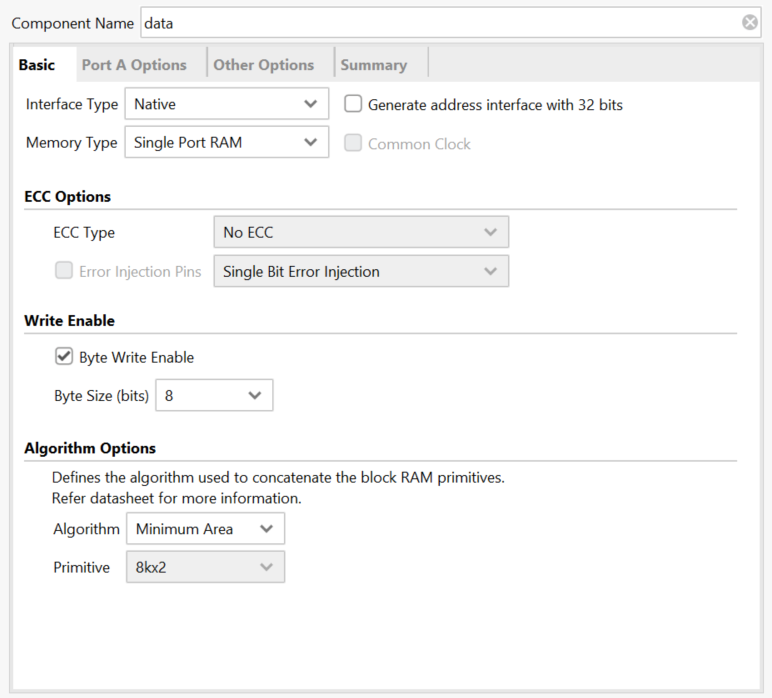 Component Name data
Basic Port A Options Other Options Summary
Interface Type Native Generate address interface with 32 bits
Memory Type Single Port RAM Common Clock
ECC Options
ECC Type No ECC
Error Injection Pins Single Bit Error Injection
Write Enable
Byte Write Enable
Byte Size (bits) 8
Algorithm Options
Defines the algorithm used to concatenate the block RAM primitives.
Refer datasheet for more information.
Algorithm Minimum Area
Primitive 8kx2